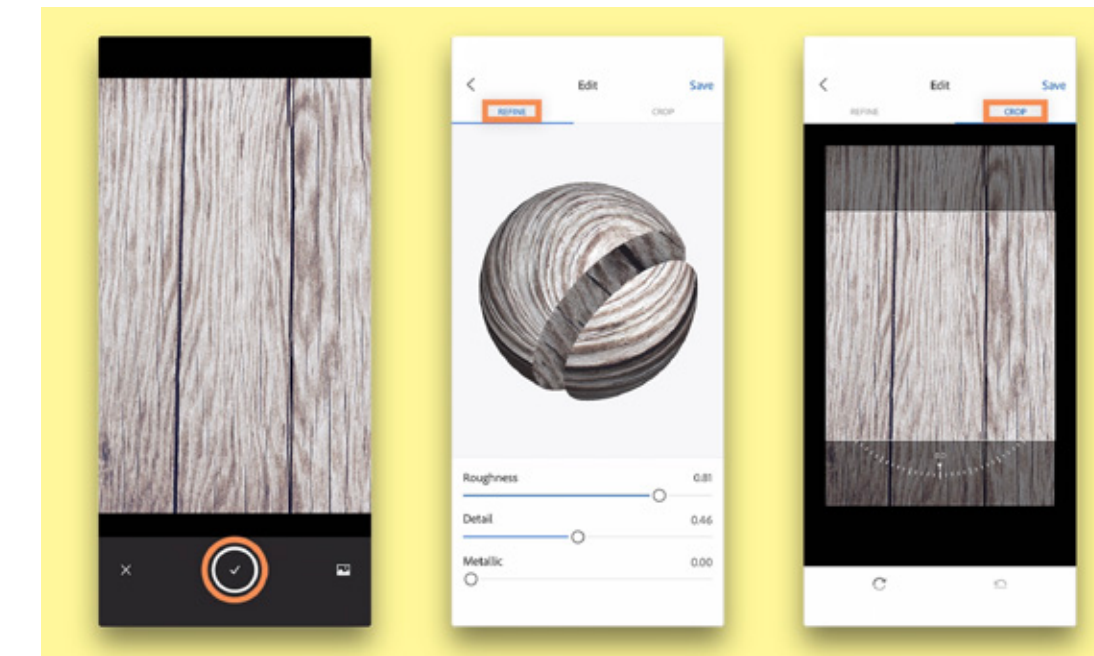 Edit
Save
REFINE
CROP
Roughness
0.81
Detail
0.46
Metallic
0.00
Edit
Save
REFINE
CROP